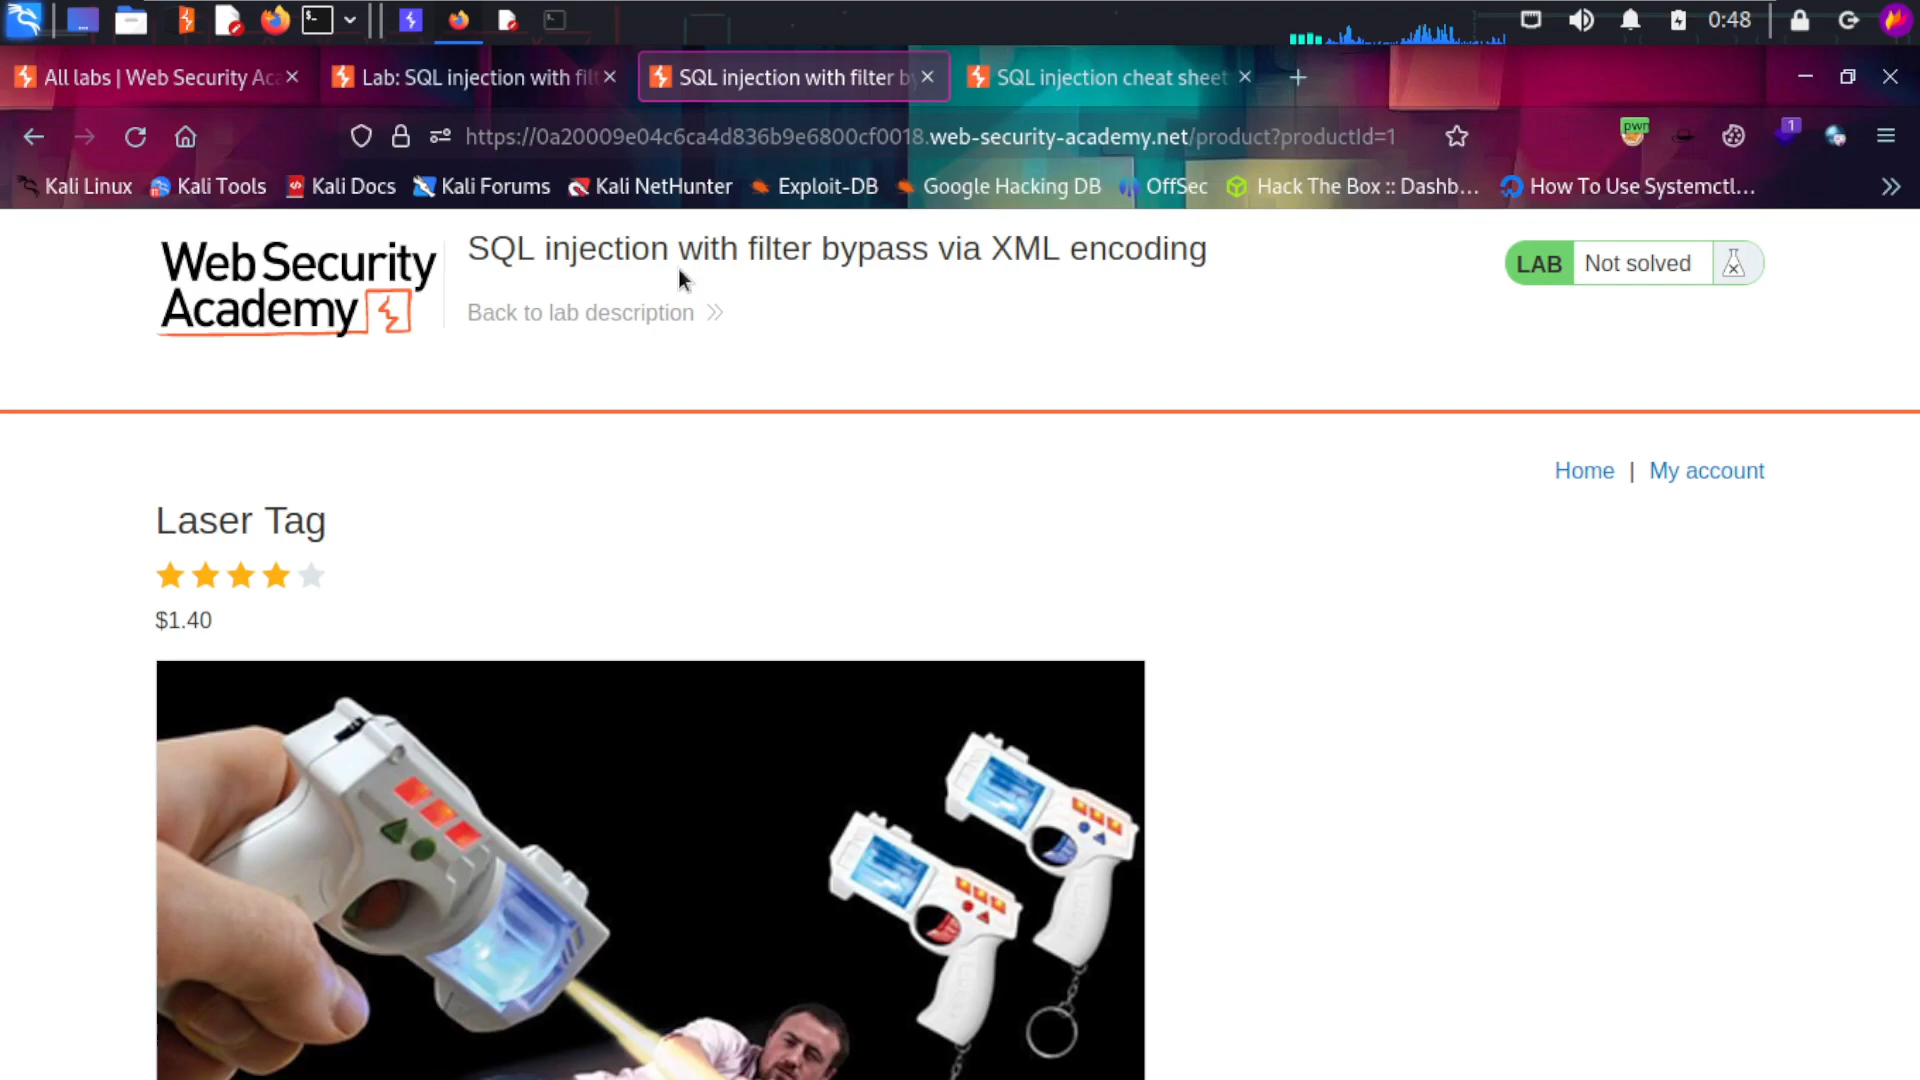 0:48
All labs | Web Security Aca
Lab: SQL injection with filt
SQL injection with filter by
SQL injection cheat sheet
https://0a20009e04c6ca4d836b9e6800cf0018.web-security-academy.net/product?productId=1
pwn
1
Kali Linux
Kali Tools
Kali Docs
Kali Forums
Kali NetHunter
Exploit-DB
Google Hacking DB
OffSec
Hack The Box :: Dashb…
How To Use Systemctl…
Web Security
Academy
SQL injection with filter bypass via XML encoding
Back to lab description
LAB
Not solved
Home | My account
Laser Tag
$1.40